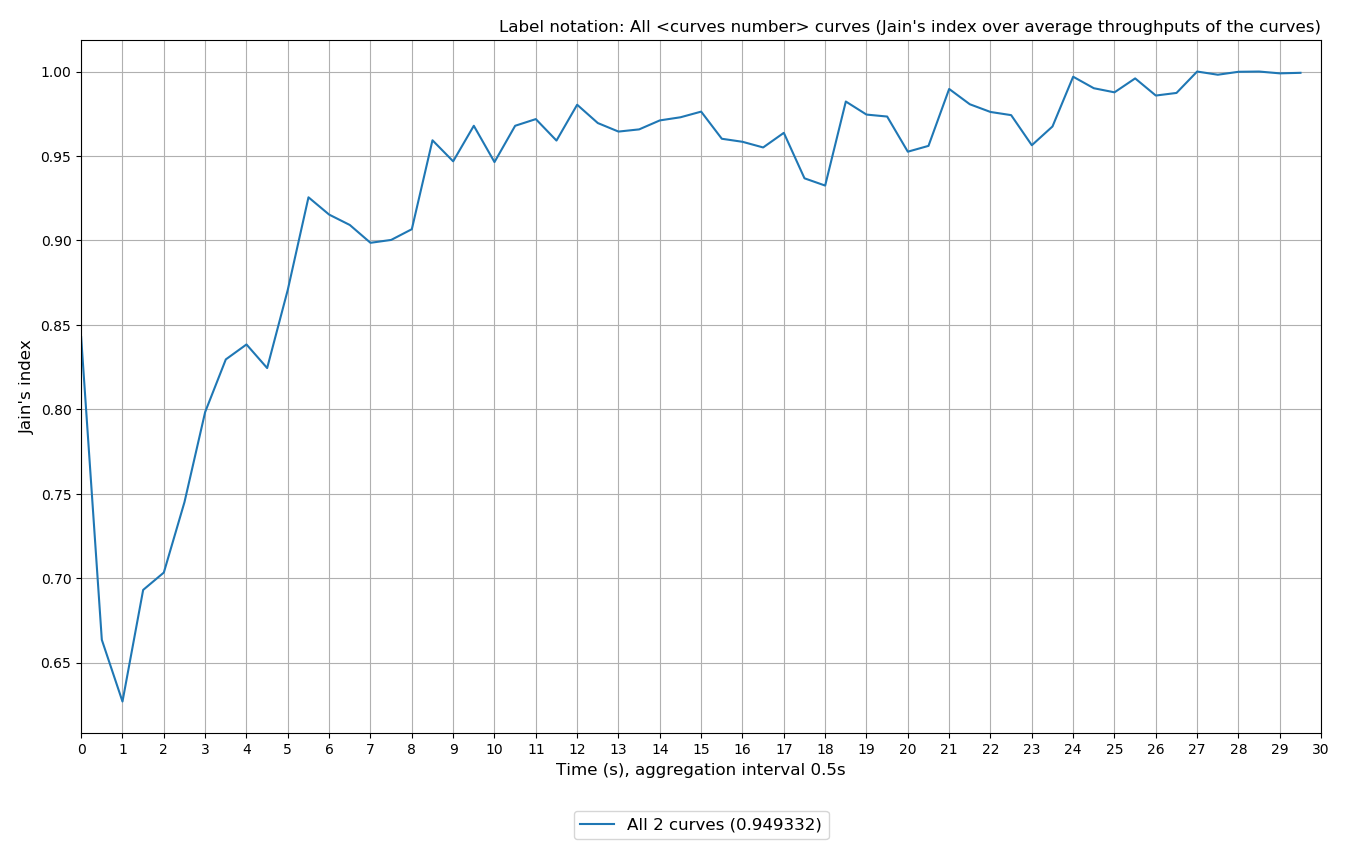 Label notation: All <curves number> curves (Jain's index over average throughputs of the curves)
1.00
0.95
0.90
0.85
0.80
0.75
0.70
0.65
Jain's index
0 1 2 3 4 5 6 7 8 9 10 11 12 13 14 15 16 17 18 19 20 21 22 23 24 25 26 27 28 29 30
Time (s), aggregation interval 0.5s
All 2 curves (0.949332)